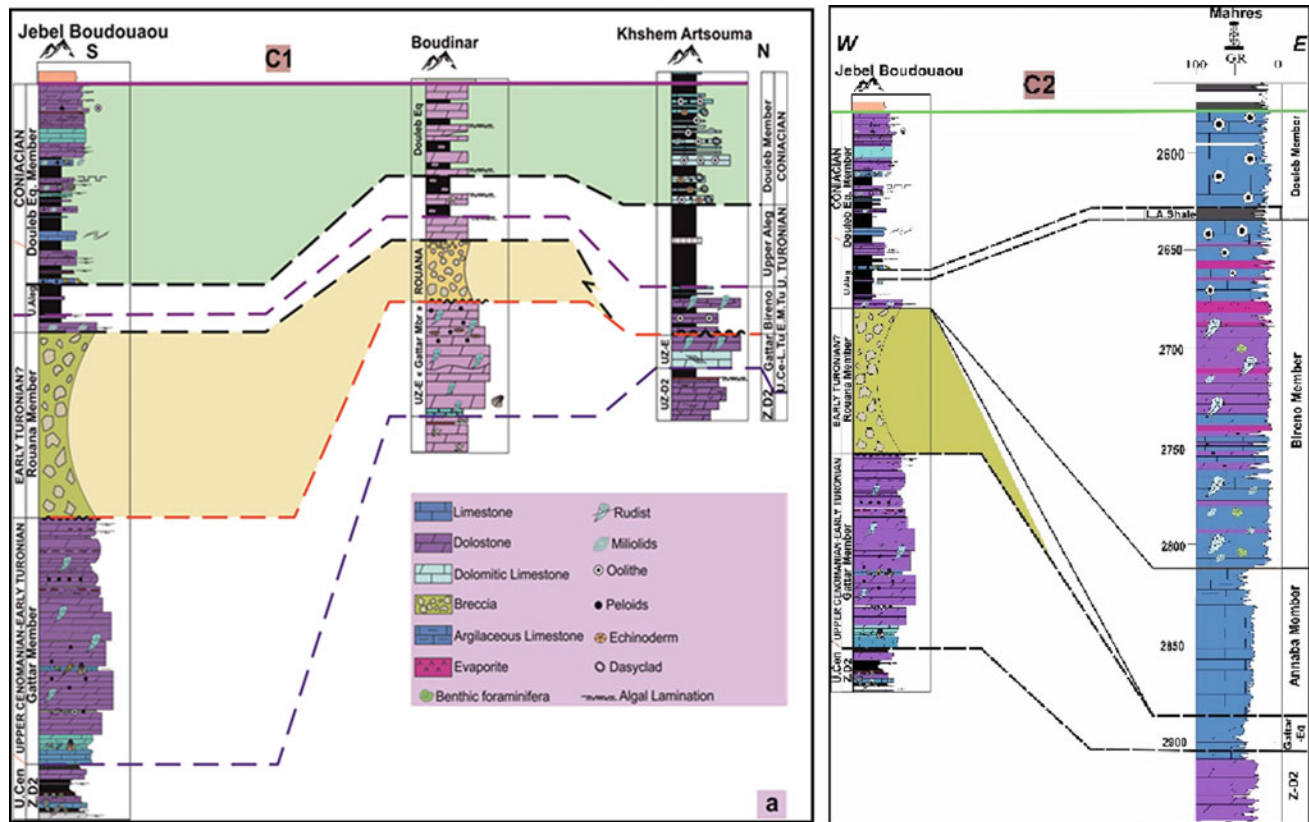 Jebel Boudouaou
S
C1
Boudinar
Khshem Artsouma
N
CONIACIAN
Douleb Eq. Member
U.Aleg
EARLY TURONIAN?
Rouana Member
UPPER CENOMANIAN-EARLY TURONIAN
Gattar Member
U.Cen
Z.D2
Douleb Eq
ROUANA
UZ-E « Gattar Mbr »
UZ-E
UZ-D2
Douleb Member
CONIACIAN
Upper Aleg
U. TURONIAN
Bireno
E.M.Tu
Gattar
U.Ce-L.Tu
Z.D2
Limestone
Dolostone
Dolomitic Limestone
Breccia
Argilaceous Limestone
Evaporite
Benthic foraminifera
Rudist
Miliolids
Oolithe
Peloids
Echinoderm
Dasyclad
Algal Lamination
a
W
Jebel Boudouaou
C2
Mahres
E
GR
100
0
CONIACIAN
Douleb Eq. Member
U.Aleg
EARLY TURONIAN?
Rouana Member
UPPER CENOMANIAN-EARLY TURONIAN
Gattar Member
U.Cen
Z-D2
2600
2650
2700
2750
2800
2850
2900
L.A.Shale
Douleb Member
Bireno Member
Annaba Member
Gattar
-Eq
Z-D2